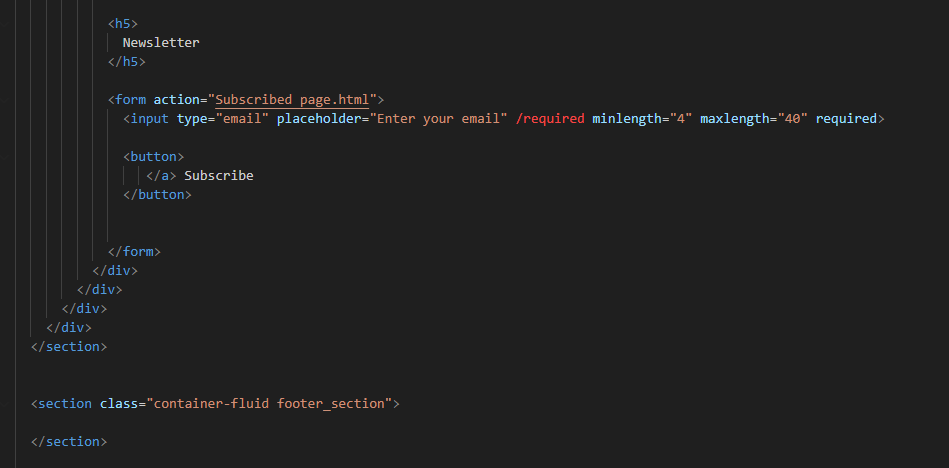 <h5>
Newsletter
</h5>
<form action="Subscribed page.html">
<input type="email" placeholder="Enter your email" /required minlength="4" maxlength="40" required>
<button>
</a> Subscribe
</button>
</form>
</div>
</div>
</div>
</div>
</section>
<section class="container-fluid footer_section">
</section>